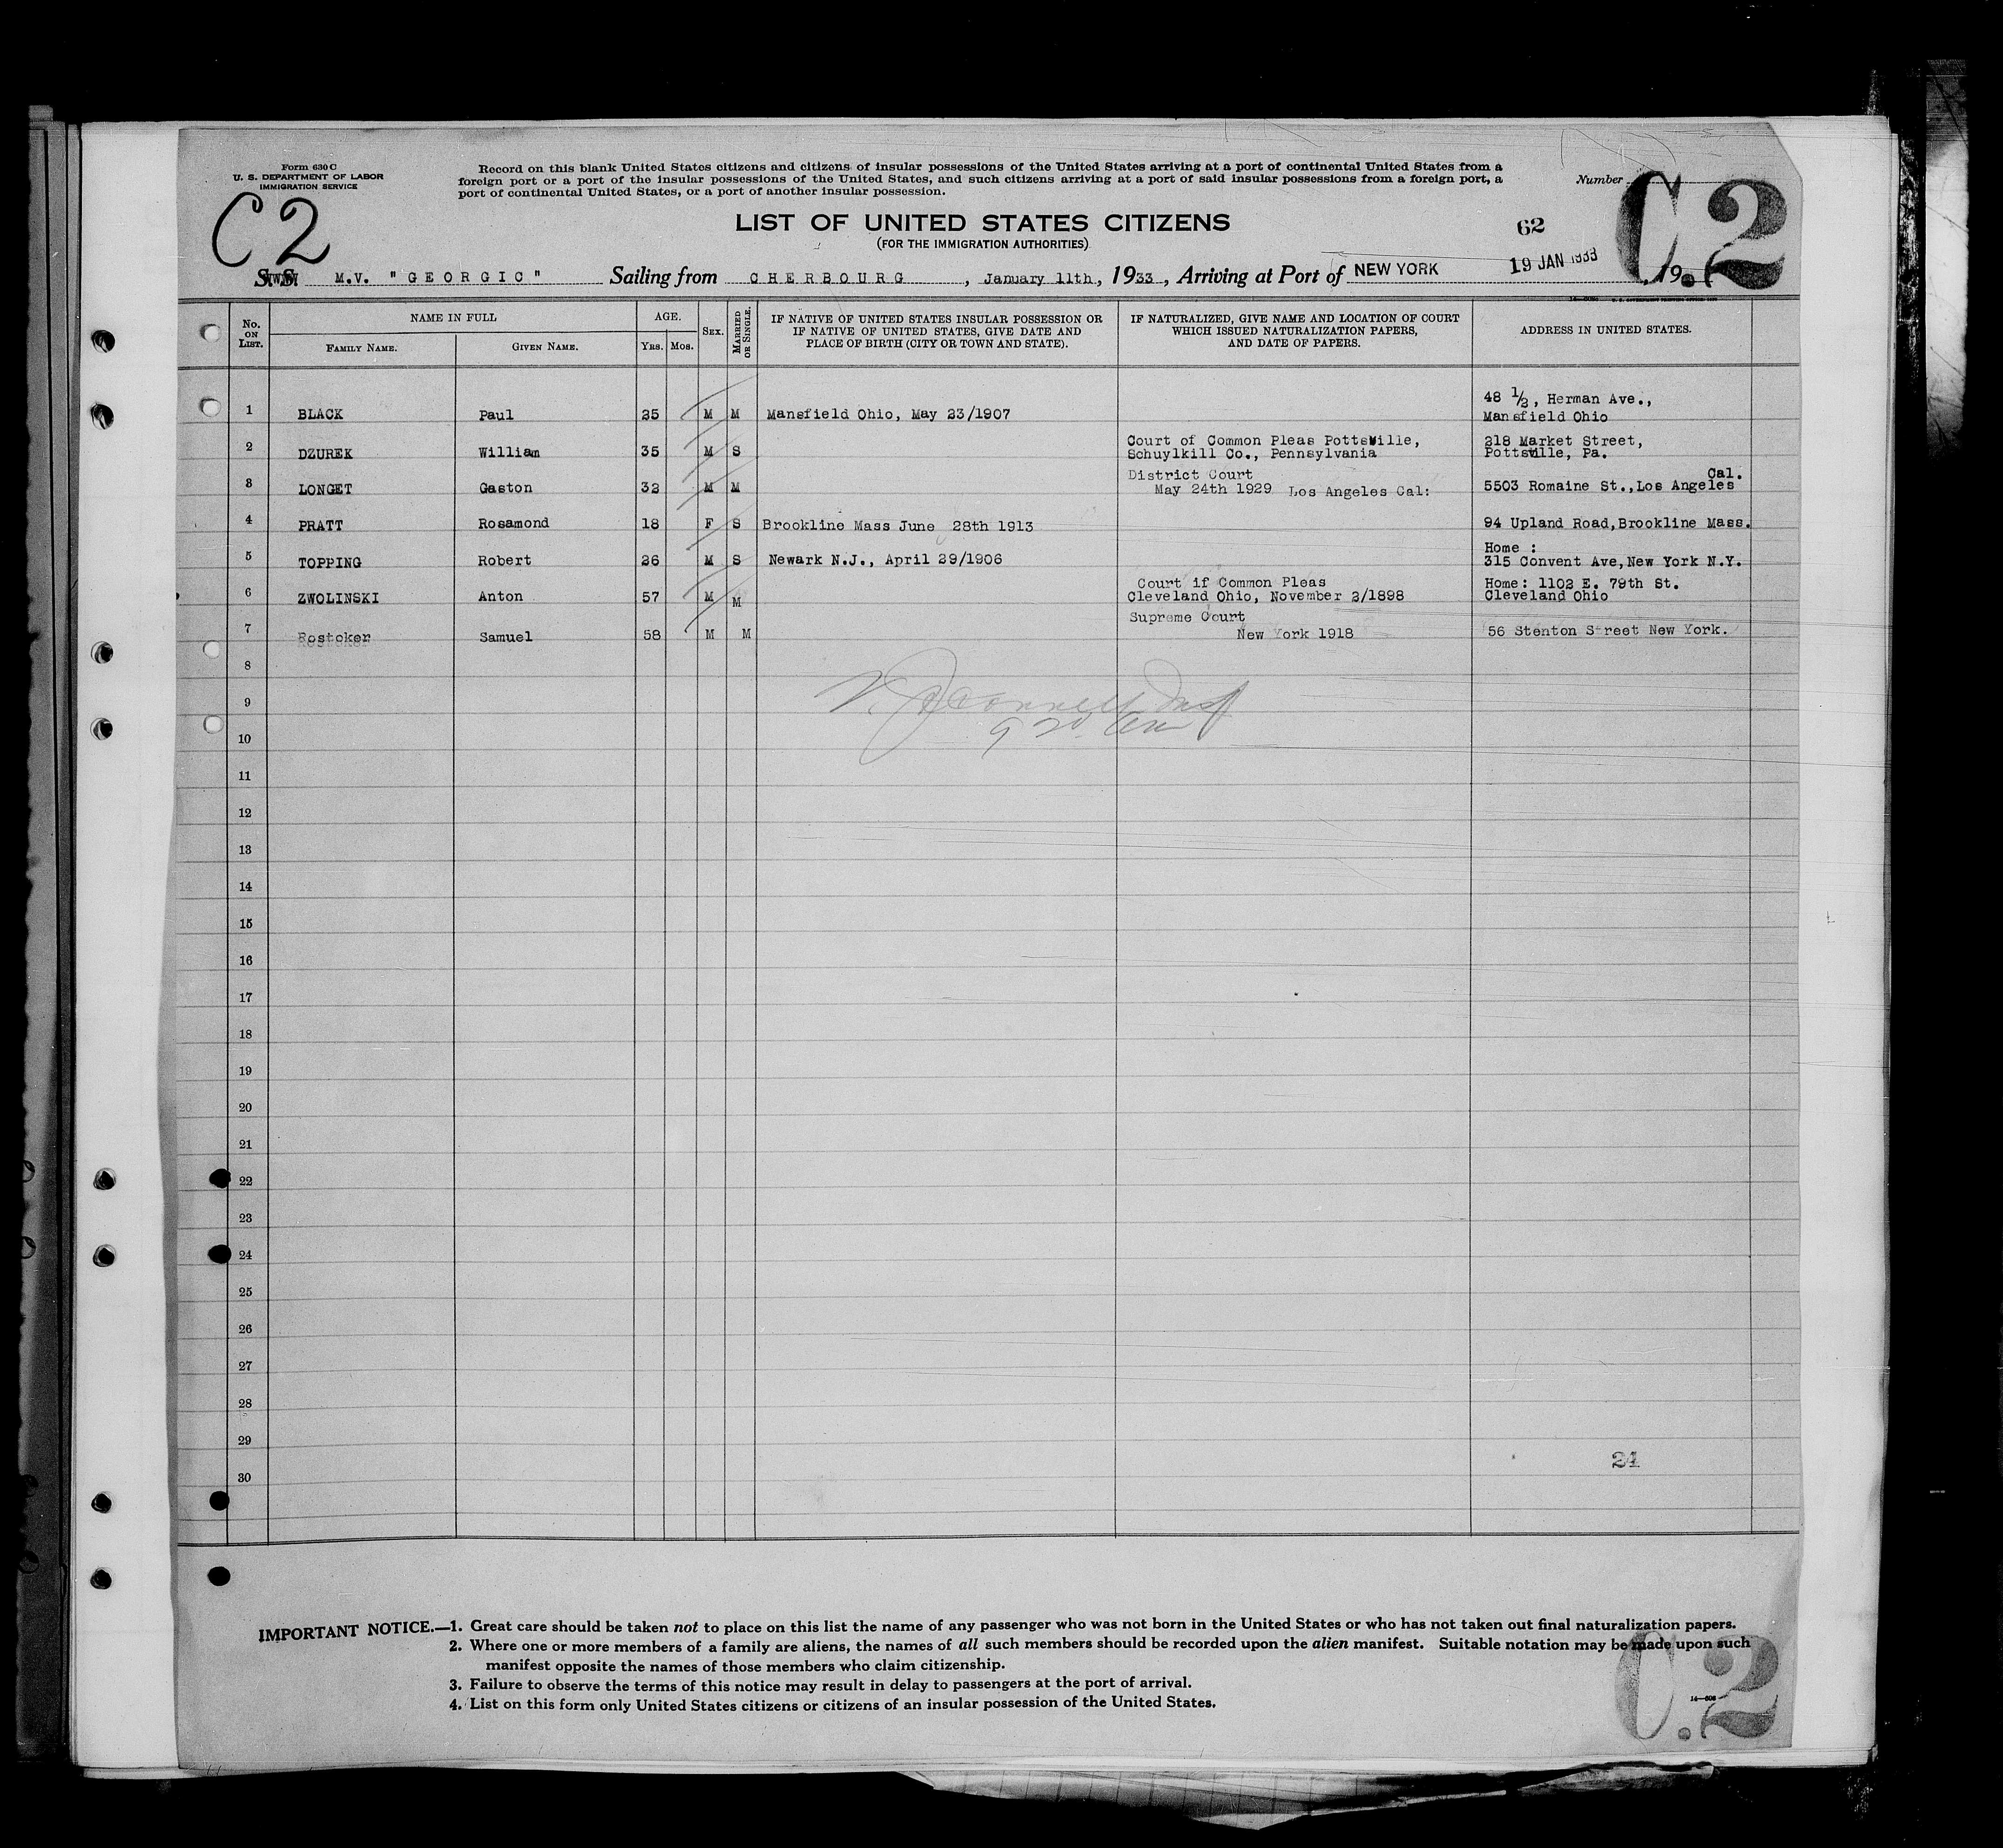 Form 630 C
U. S. DEPARTMENT OF LABOR
IMMIGRATION SERVICE
C 2
Record on this blank United States citizens and citizens of insular possessions of the United States arriving at a port of continental United States from a
foreign port or a port of the insular possessions of the United States, and such citizens arriving at a port of said insular possessions from a foreign port, a
port of continental United States, or a port of another insular possession.
Number
C.2
LIST OF UNITED STATES CITIZENS
(FOR THE IMMIGRATION AUTHORITIES)
62
S.S. M.V. "GEORGIC" Sailing from CHERBOURG, January 11th, 1933, Arriving at Port of NEW YORK 19 JAN 1933, 19
No. ON LIST.
NAME IN FULL
FAMILY NAME. GIVEN NAME.
AGE.
YRS. MOS.
SEX.
MARRIED OR SINGLE.
IF NATIVE OF UNITED STATES INSULAR POSSESSION OR
IF NATIVE OF UNITED STATES, GIVE DATE AND
PLACE OF BIRTH (CITY OR TOWN AND STATE).
IF NATURALIZED, GIVE NAME AND LOCATION OF COURT
WHICH ISSUED NATURALIZATION PAPERS,
AND DATE OF PAPERS.
ADDRESS IN UNITED STATES.
48 1/2, Herman Ave.,
1 BLACK Paul 25 M M Mansfield Ohio, May 23/1907 Mansfield Ohio
Court of Common Pleas Pottsville, 218 Market Street,
2 DZUREK William 35 M S Schuylkill Co., Pennsylvania Pottsville, Pa.
District Court Cal.
3 LONGET Gaston 32 M M May 24th 1929 Los Angeles Cal: 5503 Romaine St.,Los Angeles
4 PRATT Rosamond 18 F S Brookline Mass June 28th 1913 94 Upland Road,Brookline Mass.
Home :
5 TOPPING Robert 26 M S Newark N.J., April 29/1906 315 Convent Ave,New York N.Y.
Court if Common Pleas Home: 1102 E. 79th St.
6 ZWOLINSKI Anton 57 M M Cleveland Ohio, November 2/1898 Cleveland Ohio
Supreme Court
7 Rostoker Samuel 58 M M New York 1918 56 Stenton Street New York.
8
9
10
11
12
13
14
15
16
17
18
19
20
21
22
23
24
25
26
27
28
29
24
30
IMPORTANT NOTICE.—1. Great care should be taken not to place on this list the name of any passenger who was not born in the United States or who has not taken out final naturalization papers.
2. Where one or more members of a family are aliens, the names of all such members should be recorded upon the alien manifest. Suitable notation may be made upon such
manifest opposite the names of those members who claim citizenship.
3. Failure to observe the terms of this notice may result in delay to passengers at the port of arrival.
4. List on this form only United States citizens or citizens of an insular possession of the United States.
C.2